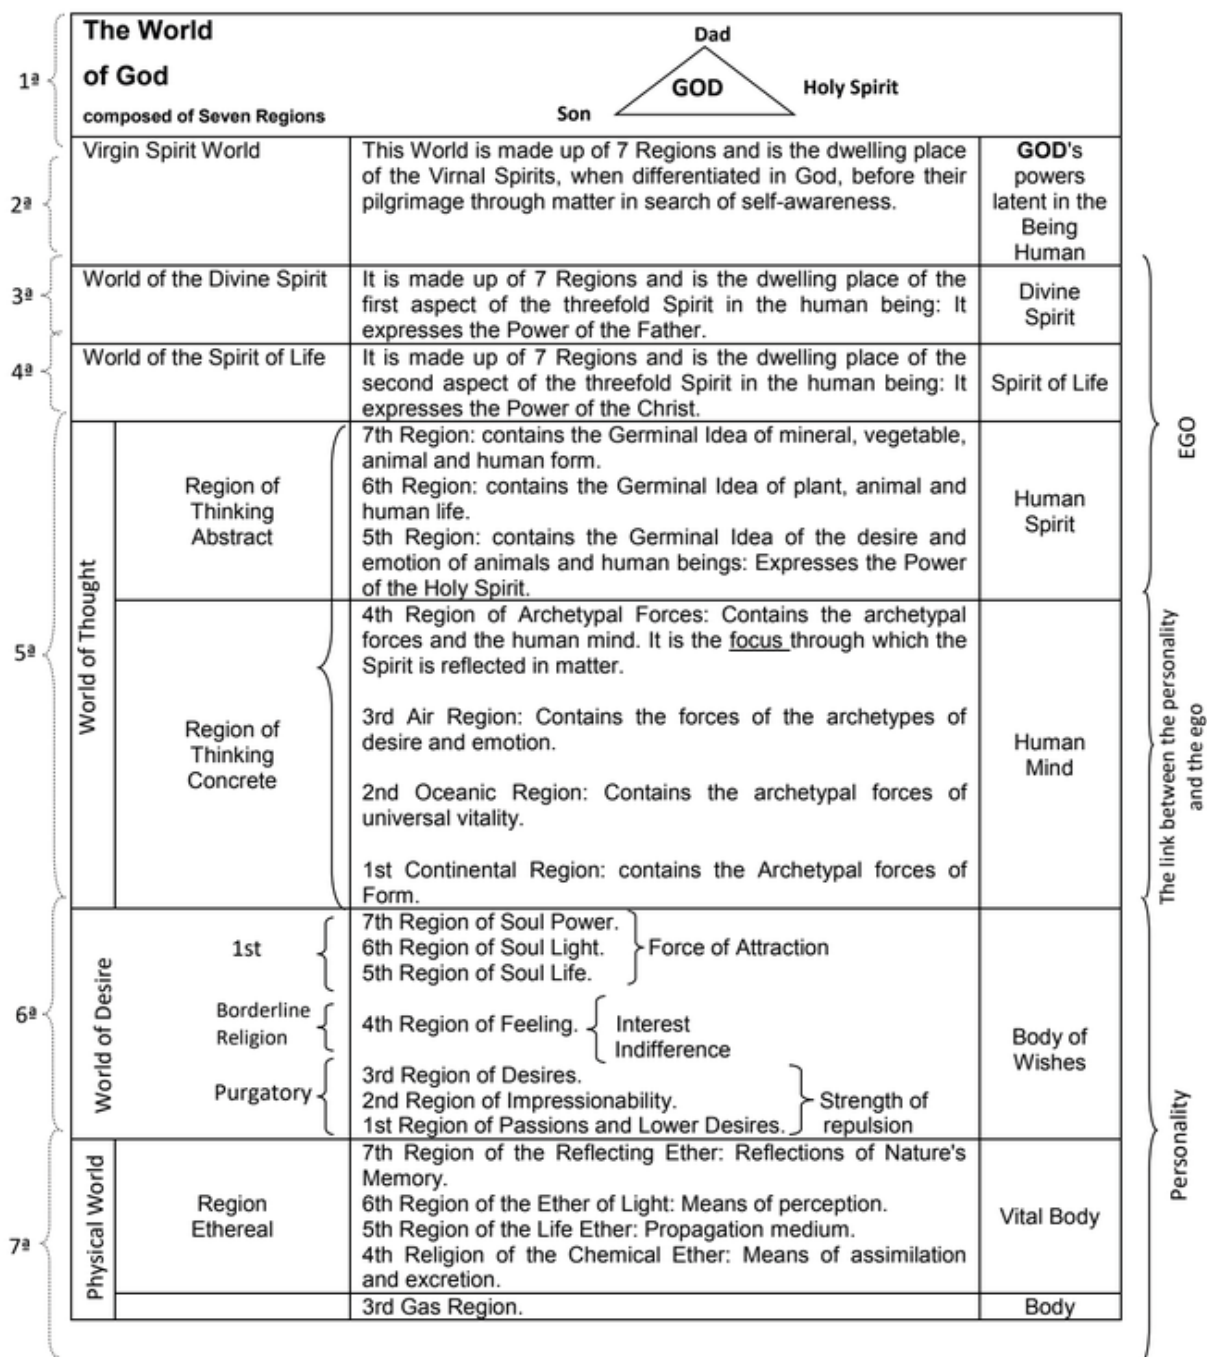 The World
of God
composed of Seven Regions
Dad
GOD
Son
Holy Spirit
1ª
Virgin Spirit World
This World is made up of 7 Regions and is the dwelling place
of the Virnal Spirits, when differentiated in God, before their
pilgrimage through matter in search of self-awareness.
GOD's
powers
latent in the
Being
Human
2ª
World of the Divine Spirit
It is made up of 7 Regions and is the dwelling place of the
first aspect of the threefold Spirit in the human being: It
expresses the Power of the Father.
Divine
Spirit
3ª
World of the Spirit of Life
It is made up of 7 Regions and is the dwelling place of the
second aspect of the threefold Spirit in the human being: It
expresses the Power of the Christ.
Spirit of Life
4ª
EGO
5ª
World of Thought
Region of
Thinking
Abstract
7th Region: contains the Germinal Idea of mineral, vegetable,
animal and human form.
6th Region: contains the Germinal Idea of plant, animal and
human life.
5th Region: contains the Germinal Idea of the desire and
emotion of animals and human beings: Expresses the Power
of the Holy Spirit.
Human
Spirit
Region of
Thinking
Concrete
4th Region of Archetypal Forces: Contains the archetypal
forces and the human mind. It is the focus through which the
Spirit is reflected in matter.
3rd Air Region: Contains the forces of the archetypes of
desire and emotion.
2nd Oceanic Region: Contains the archetypal forces of
universal vitality.
1st Continental Region: contains the Archetypal forces of
Form.
Human
Mind
The link between the personality
and the ego
6ª
World of Desire
1st
7th Region of Soul Power.
6th Region of Soul Light.
5th Region of Soul Life.
Force of Attraction
Borderline
Religion
4th Region of Feeling.
Interest
Indifference
Purgatory
3rd Region of Desires.
2nd Region of Impressionability.
1st Region of Passions and Lower Desires.
Strength of
repulsion
Body of
Wishes
Personality
7ª
Physical World
Region
Ethereal
7th Region of the Reflecting Ether: Reflections of Nature's
Memory.
6th Region of the Ether of Light: Means of perception.
5th Region of the Life Ether: Propagation medium.
4th Religion of the Chemical Ether: Means of assimilation
and excretion.
Vital Body
3rd Gas Region.
Body